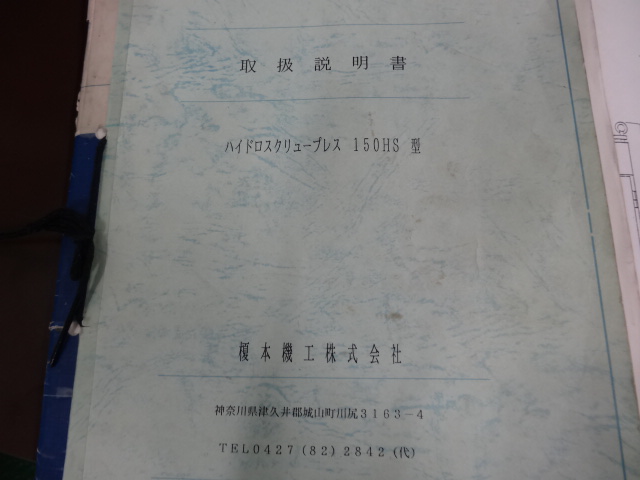 取扱説明書
ハイドロスクリュープレス 150HS 型
榎本機工株式会社
神奈川県津久井郡城山町川尻3163-4
TEL0427(82)2842(代)